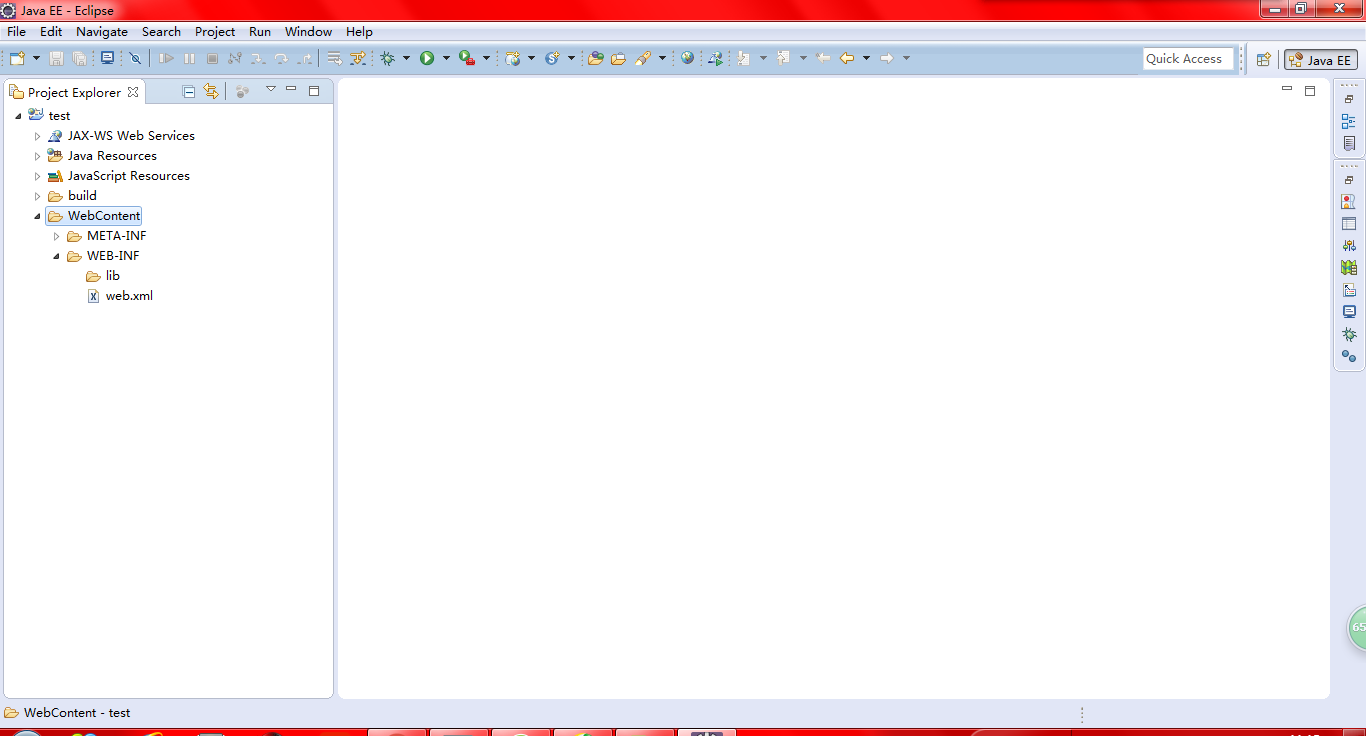 Java EE - Eclipse
File Edit Navigate Search Project Run Window Help
Quick Access
Java EE
Project Explorer
test
JAX-WS Web Services
Java Resources
JavaScript Resources
build
WebContent
META-INF
WEB-INF
lib
web.xml
65
WebContent - test